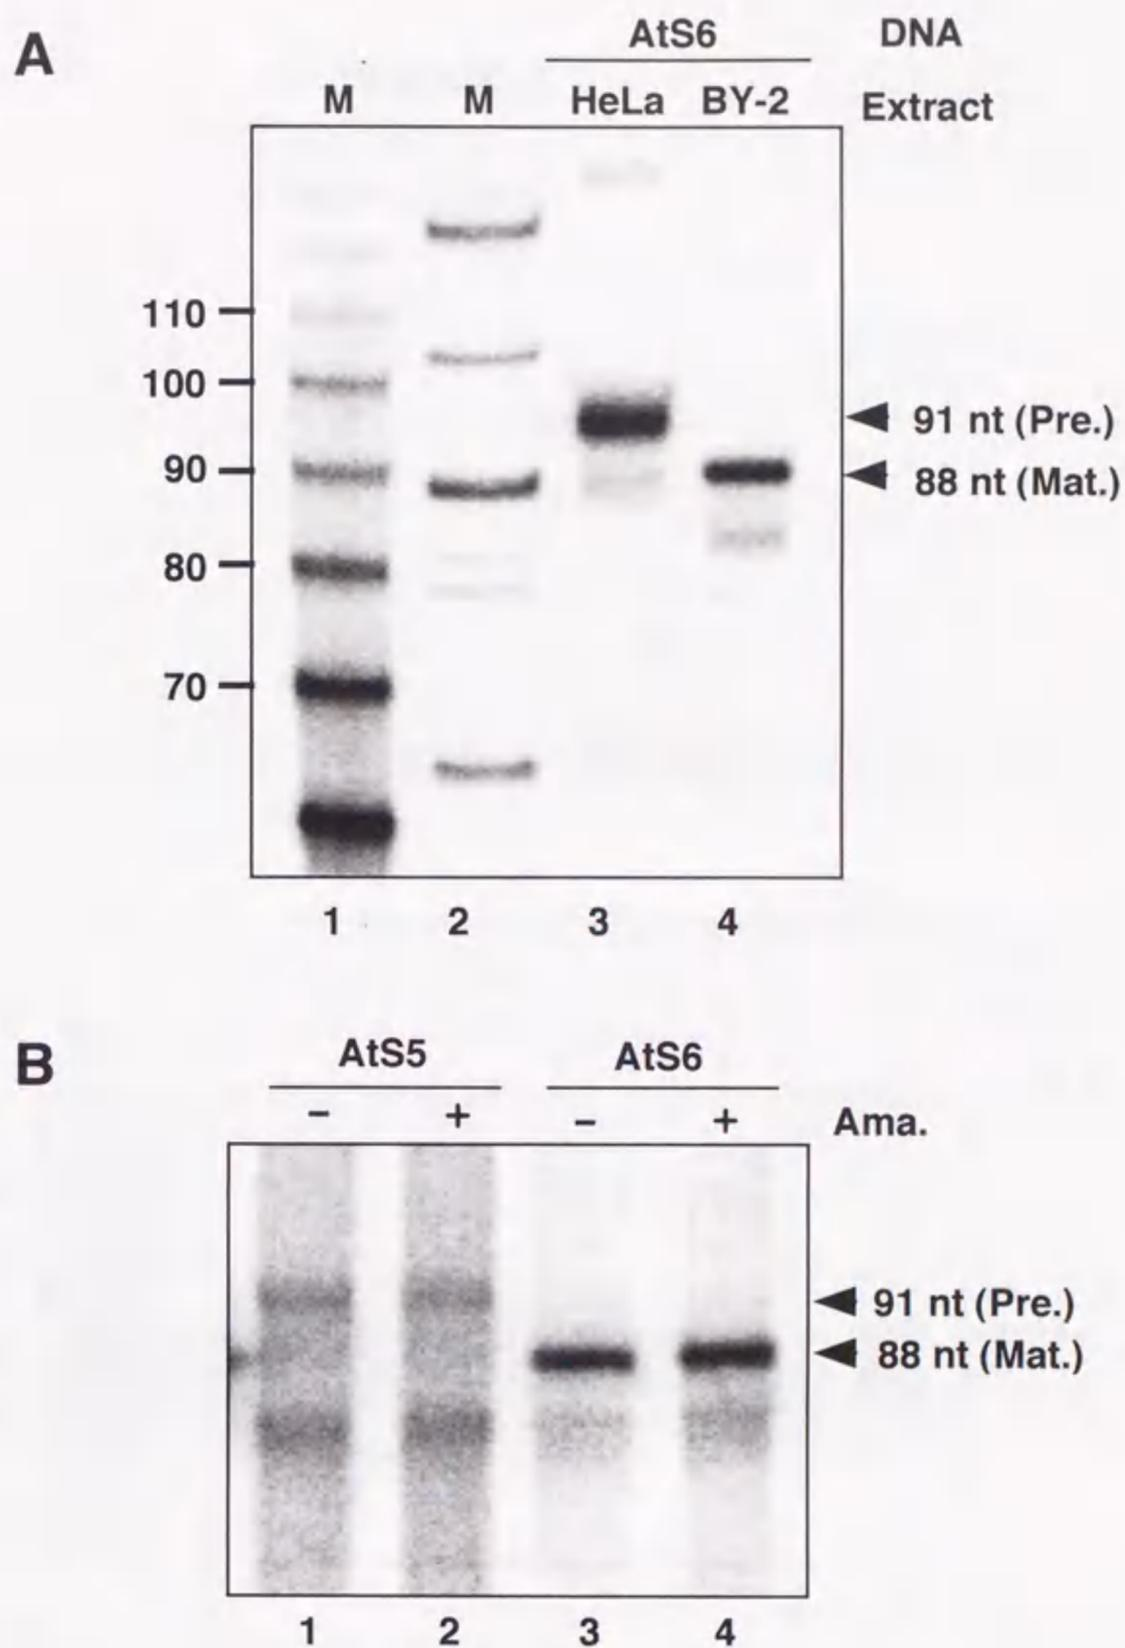 A
AtS6 DNA
M M HeLa BY-2 Extract
110
100
91 nt (Pre.)
90
88 nt (Mat.)
80
70
1 2 3 4
B
AtS5 AtS6
− + − + Ama.
91 nt (Pre.)
88 nt (Mat.)
1 2 3 4